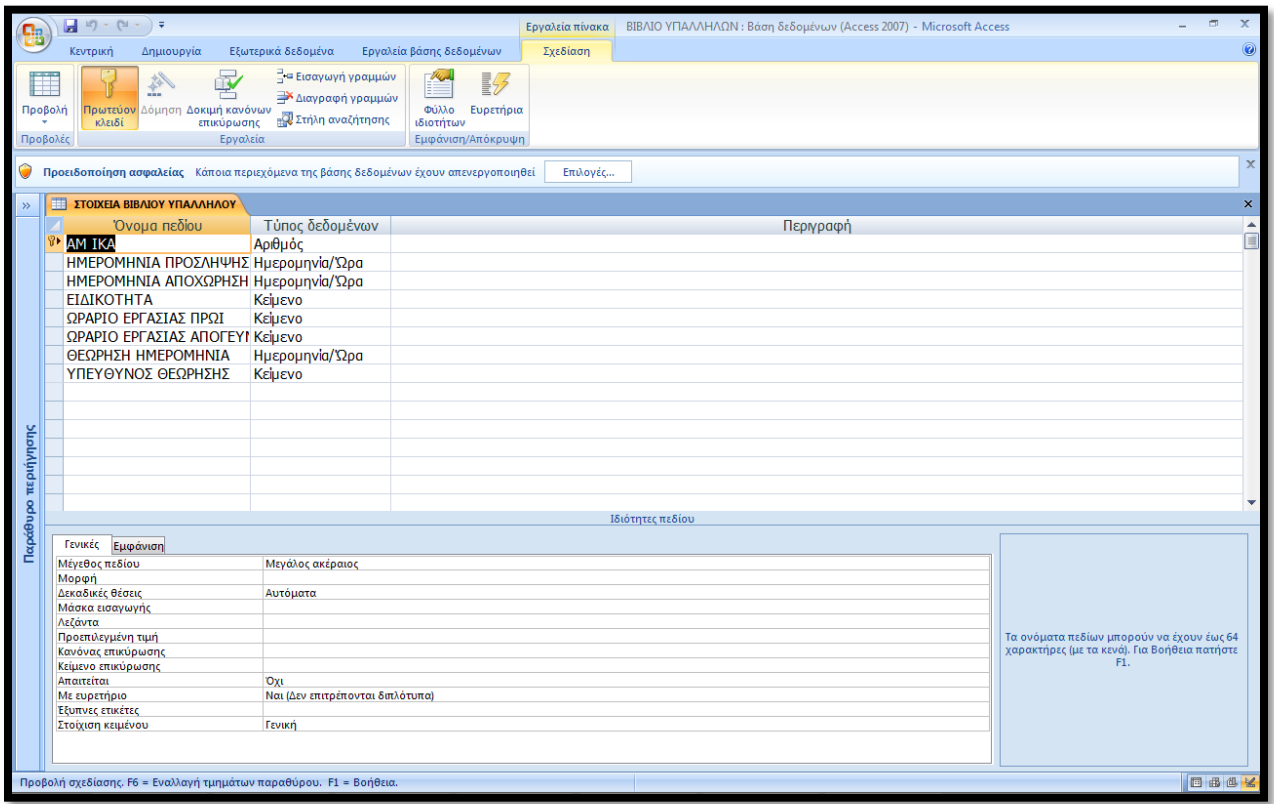 Εργαλεία πίνακα ΒΙΒΛΙΟ ΥΠΑΛΛΗΛΩΝ : Βάση δεδομένων (Access 2007) - Microsoft Access
Κεντρική Δημιουργία Εξωτερικά δεδομένα Εργαλεία βάσης δεδομένων Σχεδίαση
Προβολή
Πρωτεύον κλειδί
Δόμηση
Δοκιμή κανόνων επικύρωσης
Εισαγωγή γραμμών
Διαγραφή γραμμών
Στήλη αναζήτησης
Φύλλο ιδιοτήτων
Ευρετήρια
Προβολές Εργαλεία Εμφάνιση/Απόκρυψη
Προειδοποίηση ασφαλείας Κάποια περιεχόμενα της βάσης δεδομένων έχουν απενεργοποιηθεί Επιλογές...
ΣΤΟΙΧΕΙΑ ΒΙΒΛΙΟΥ ΥΠΑΛΛΗΛΟΥ
Όνομα πεδίου Τύπος δεδομένων Περιγραφή
ΑΜ ΙΚΑ Αριθμός
ΗΜΕΡΟΜΗΝΙΑ ΠΡΟΣΛΗΨΗΣ Ημερομηνία/Ώρα
ΗΜΕΡΟΜΗΝΙΑ ΑΠΟΧΩΡΗΣΗ Ημερομηνία/Ώρα
ΕΙΔΙΚΟΤΗΤΑ Κείμενο
ΩΡΑΡΙΟ ΕΡΓΑΣΙΑΣ ΠΡΩΙ Κείμενο
ΩΡΑΡΙΟ ΕΡΓΑΣΙΑΣ ΑΠΟΓΕΥΝ Κείμενο
ΘΕΩΡΗΣΗ ΗΜΕΡΟΜΗΝΙΑ Ημερομηνία/Ώρα
ΥΠΕΥΘΥΝΟΣ ΘΕΩΡΗΣΗΣ Κείμενο
Παράθυρο περιήγησης
Ιδιότητες πεδίου
Γενικές Εμφάνιση
Μέγεθος πεδίου Μεγάλος ακέραιος
Μορφή
Δεκαδικές θέσεις Αυτόματα
Μάσκα εισαγωγής
Λεζάντα
Προεπιλεγμένη τιμή
Κανόνας επικύρωσης
Κείμενο επικύρωσης
Απαιτείται Όχι
Με ευρετήριο Ναι (Δεν επιτρέπονται διπλότυπα)
Έξυπνες ετικέτες
Στοίχιση κειμένου Γενική
Τα ονόματα πεδίων μπορούν να έχουν έως 64
χαρακτήρες (με τα κενά). Για Βοήθεια πατήστε
F1.
Προβολή σχεδίασης. F6 = Εναλλαγή τμημάτων παραθύρου. F1 = Βοήθεια.